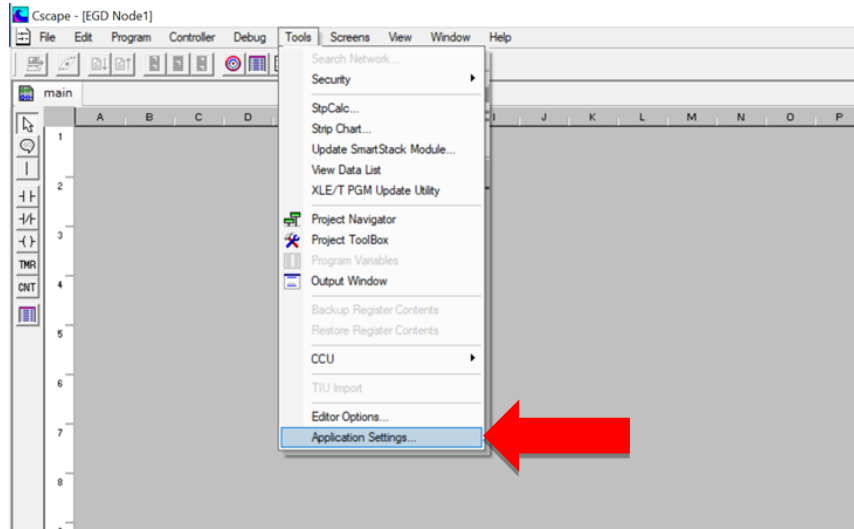 Cscape - [EGD Node1]
File Edit Program Controller Debug Tools Screens View Window Help
main
A B C D I J K L M N O P
1
2
3
4
5
6
7
8
TMR
CNT
Search Network...
Security
StpCalc...
Strip Chart...
Update SmartStack Module...
View Data List
XLE/T PGM Update Utility
Project Navigator
Project ToolBox
Program Variables
Output Window
Backup Register Contents
Restore Register Contents
CCU
TIU Import
Editor Options...
Application Settings...